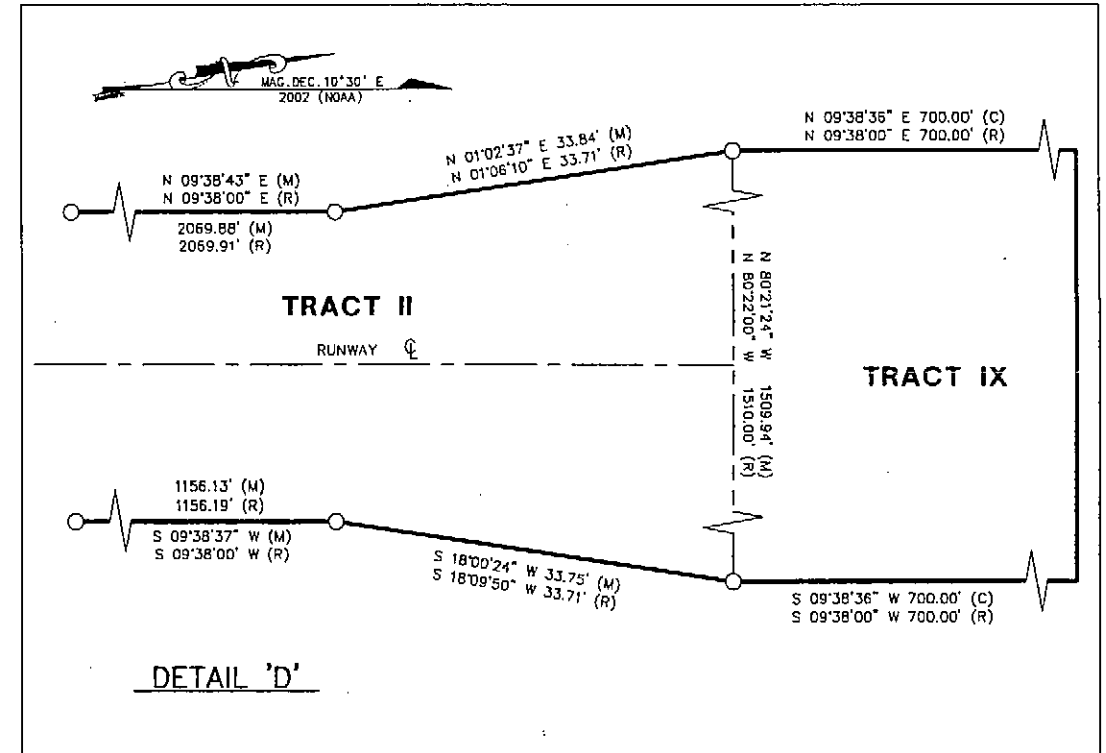 MAG.DEC. 10°30' E
2002 (NOAA)
N 09°38'36" E 700.00' (C)
N 09°38'00" E 700.00' (R)
N 01°02'37" E 33.84' (M)
N 01°06'10" E 33.71' (R)
N 09°38'43" E (M)
N 09°38'00" E (R)
2069.88' (M)
2069.91' (R)
TRACT II
RUNWAY ℄
N 80°21'24" W 1509.94' (M)
N 80°22'00" W 1510.00' (R)
TRACT IX
1156.13' (M)
1156.19' (R)
S 09°38'37" W (M)
S 09°38'00' W (R)
S 18°00'24" W 33.75' (M)
S 18°09'50" W 33.71' (R)
S 09°38'36" W 700.00' (C)
S 09°38'00" W 700.00' (R)
DETAIL 'D'